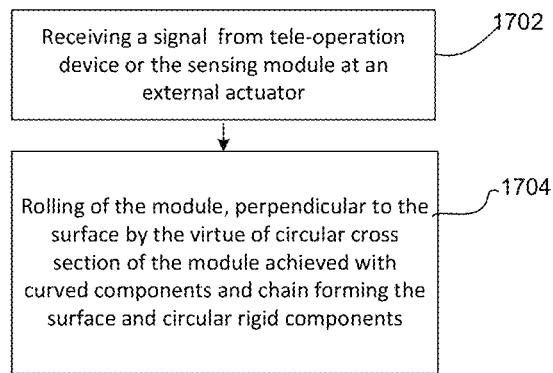 Receiving a signal from tele-operation
device or the sensing module at an
external actuator
1702
Rolling of the module, perpendicular to the
surface by the virtue of circular cross
section of the module achieved with
curved components and chain forming the
surface and circular rigid components
1704